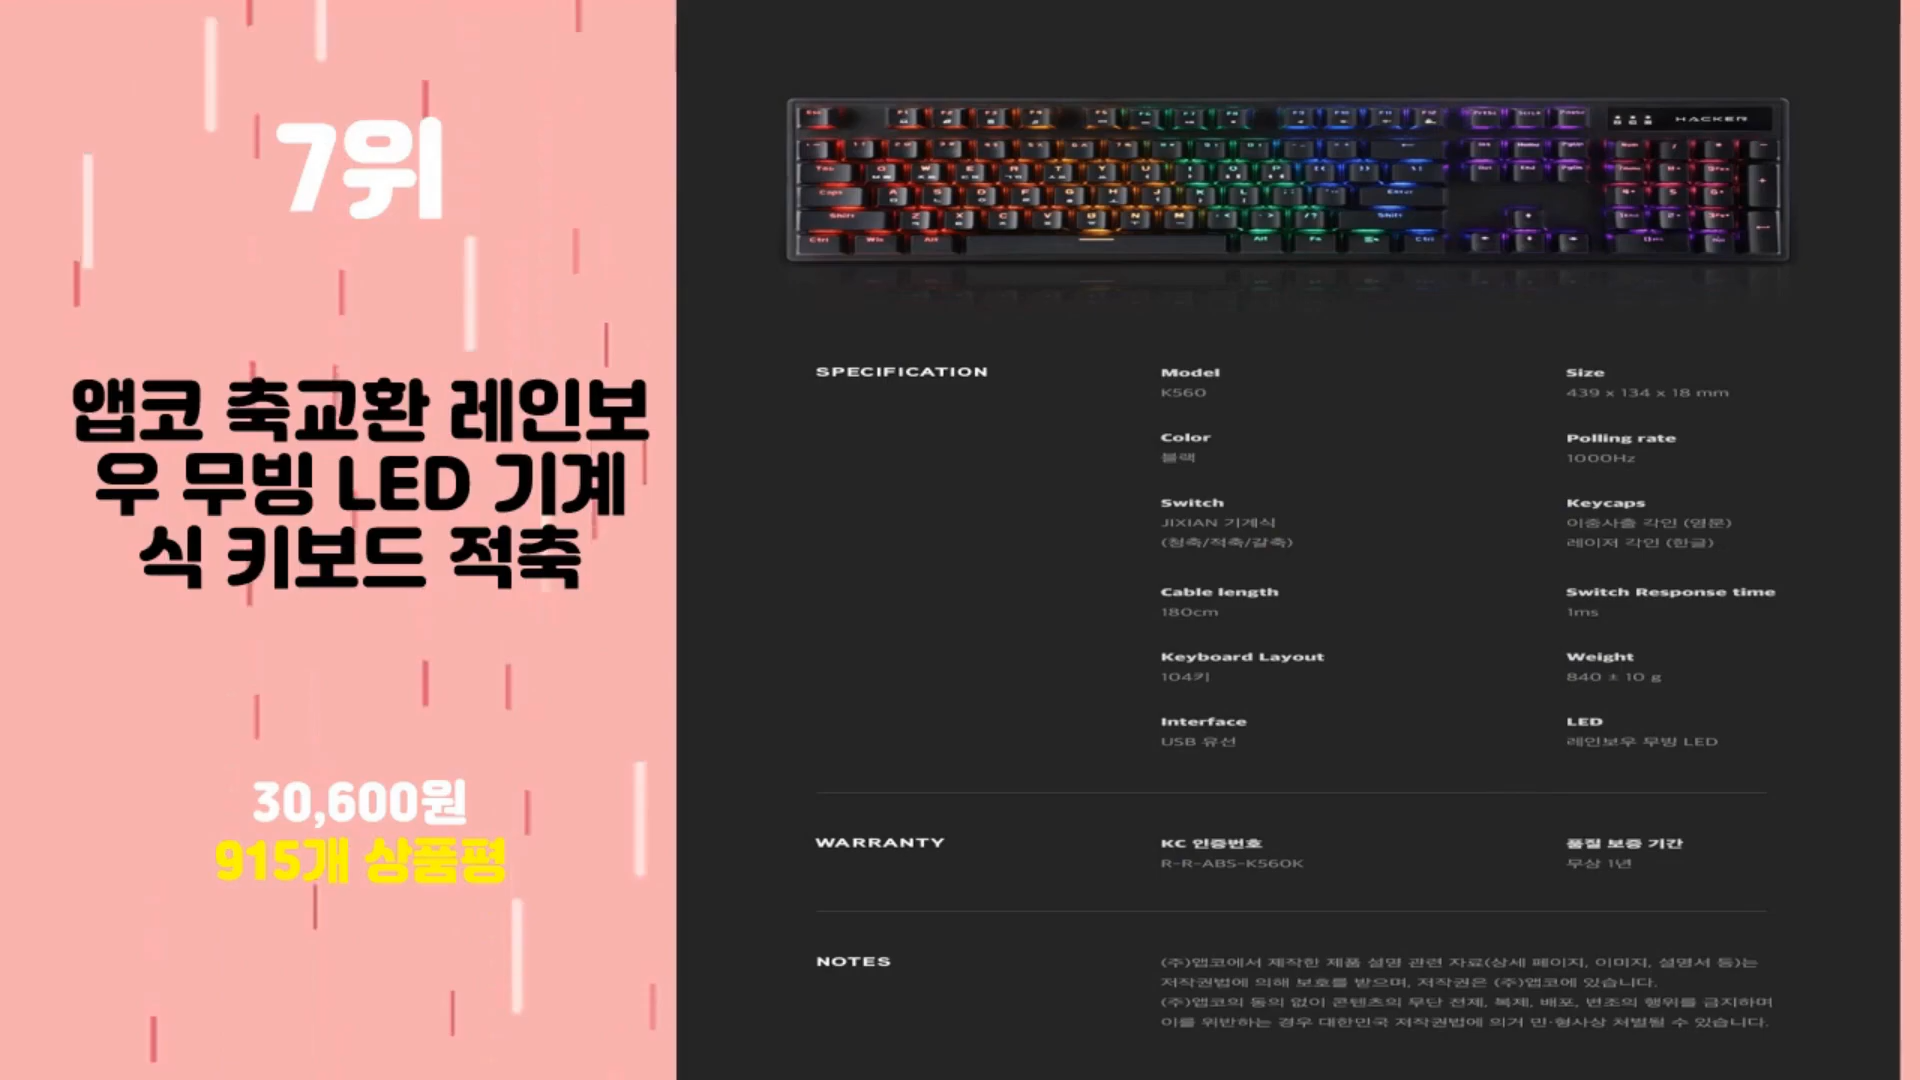 7위
앱코 축교환 레인보
우 무빙 LED 기계
식 키보드 적축
30,600원
915개 상품평
HACKER
SPECIFICATION
Model
K560
Size
439 x 134 x 18 mm
Color
블랙
Polling rate
1000Hz
Switch
JIXIAN 기계식
(청축/적축/갈축)
Keycaps
이중사출 각인 (영문)
레이저 각인 (한글)
Cable length
180cm
Switch Response time
1ms
Keyboard Layout
104키
Weight
840 ± 10 g
Interface
USB 유선
LED
레인보우 무빙 LED
WARRANTY
KC 인증번호
R-R-ABS-K560K
품질 보증 기간
무상 1년
NOTES
(주)앱코에서 제작한 제품 설명 관련 자료(상세 페이지, 이미지, 설명서 등)는
저작권법에 의해 보호를 받으며, 저작권은 (주)앱코에 있습니다.
(주)앱코의 동의 없이 콘텐츠의 무단 전제, 복제, 배포, 변조의 행위를 금지하며
이를 위반하는 경우 대한민국 저작권법에 의거 민·형사상 처벌될 수 있습니다.